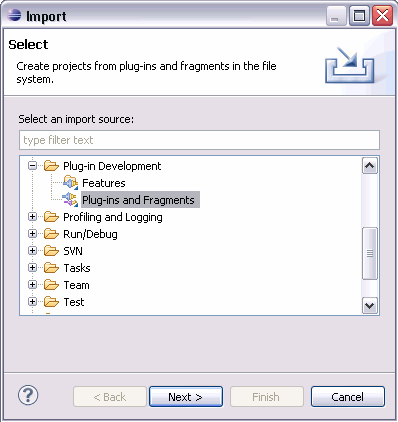 Import
Select
Create projects from plug-ins and fragments in the file
system.
Select an import source:
type filter text
Plug-in Development
Features
Plug-ins and Fragments
Profiling and Logging
Run/Debug
SVN
Tasks
Team
Test
?
< Back
Next >
Finish
Cancel